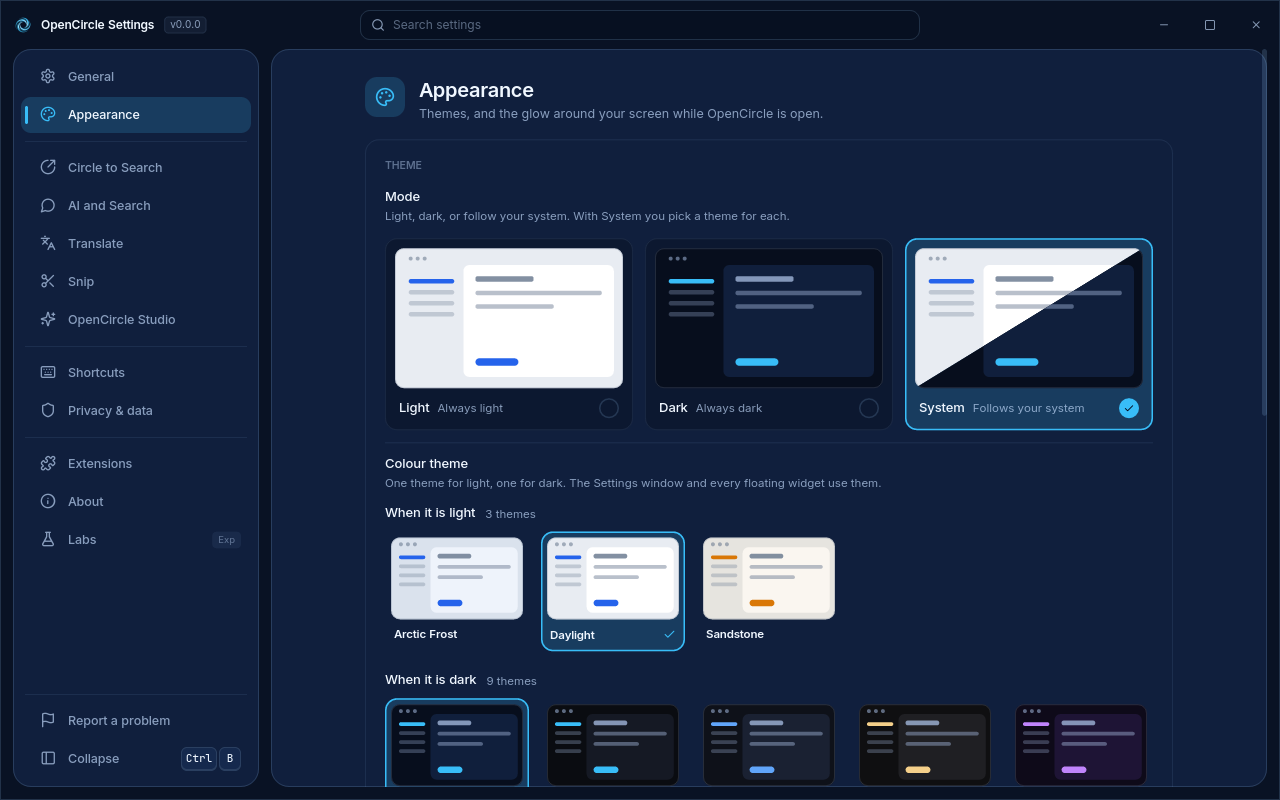 OpenCircle Settings v0.0.0
Search settings
General
Appearance
Circle to Search
AI and Search
Translate
Snip
OpenCircle Studio
Shortcuts
Privacy & data
Extensions
About
Labs Exp
Report a problem
Collapse Ctrl B
Appearance
Themes, and the glow around your screen while OpenCircle is open.
THEME
Mode
Light, dark, or follow your system. With System you pick a theme for each.
Light Always light
Dark Always dark
System Follows your system
Colour theme
One theme for light, one for dark. The Settings window and every floating widget use them.
When it is light 3 themes
Arctic Frost
Daylight
Sandstone
When it is dark 9 themes